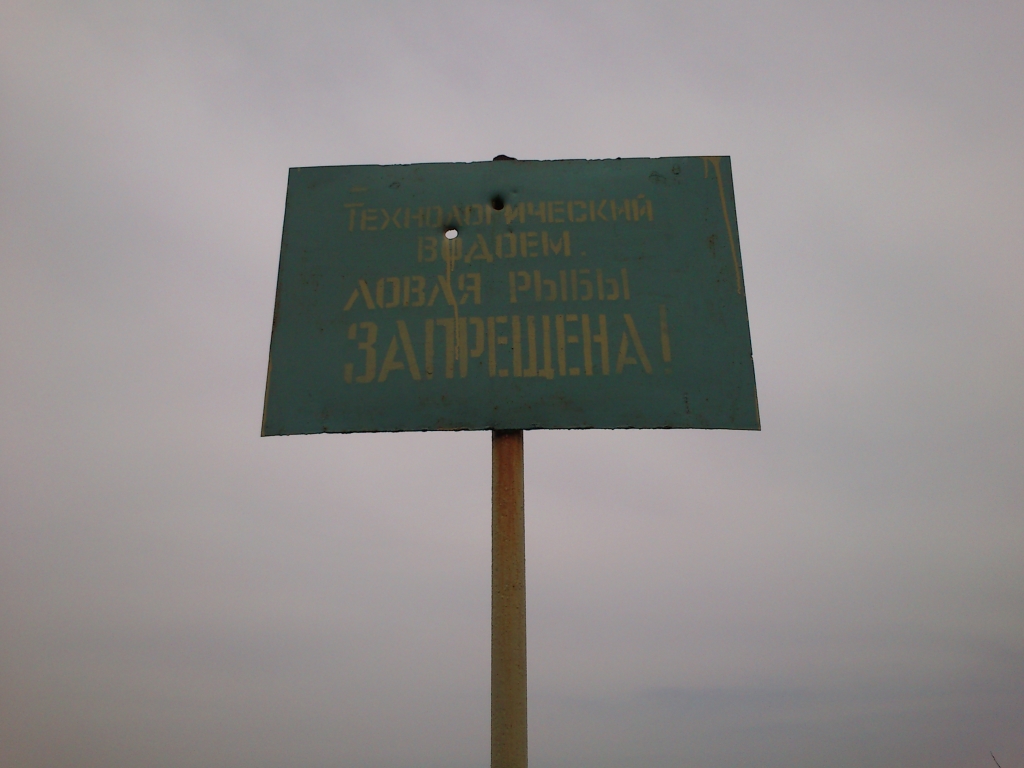 Технологический
водоем.
ловля рыбы
ЗАПРЕЩЕНА!